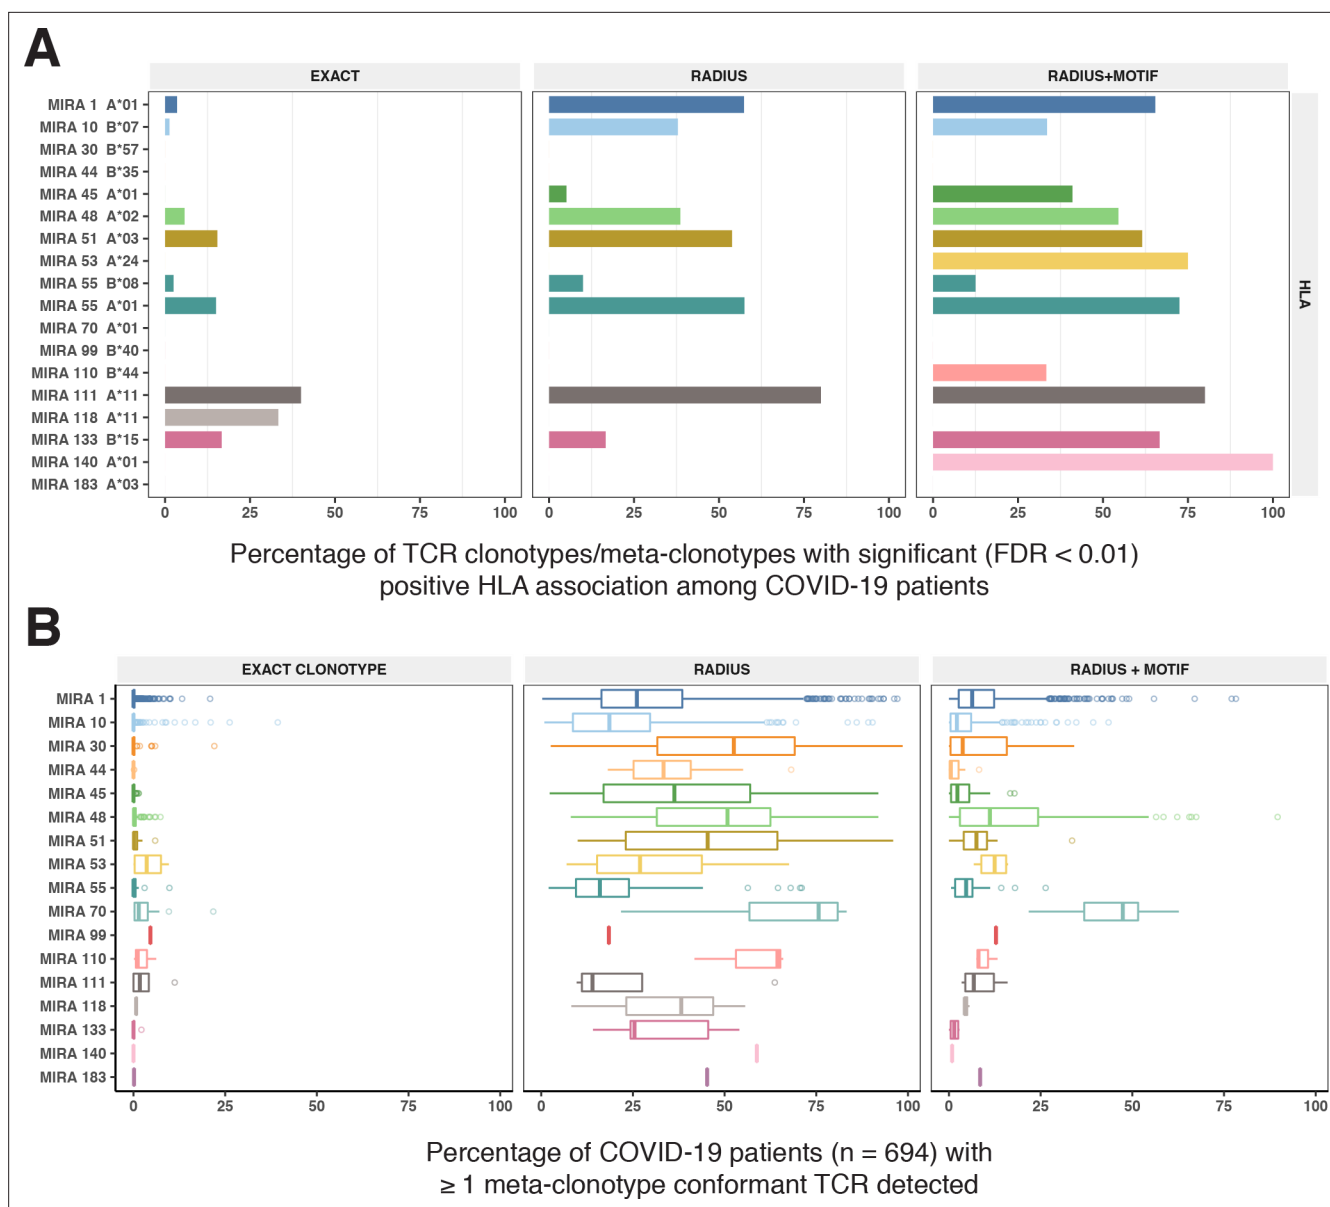 A
EXACT RADIUS RADIUS+MOTIF
MIRA 1 A*01
MIRA 10 B*07
MIRA 30 B*57
MIRA 44 B*35
MIRA 45 A*01
MIRA 48 A*02
MIRA 51 A*03
MIRA 53 A*24
MIRA 55 B*08
MIRA 55 A*01
MIRA 70 A*01
MIRA 99 B*40
MIRA 110 B*44
MIRA 111 A*11
MIRA 118 A*11
MIRA 133 B*15
MIRA 140 A*01
MIRA 183 A*03
HLA
0 25 50 75 100 0 25 50 75 100 0 25 50 75 100
Percentage of TCR clonotypes/meta-clonotypes with significant (FDR < 0.01)
positive HLA association among COVID-19 patients
B
EXACT CLONOTYPE RADIUS RADIUS + MOTIF
MIRA 1
MIRA 10
MIRA 30
MIRA 44
MIRA 45
MIRA 48
MIRA 51
MIRA 53
MIRA 55
MIRA 70
MIRA 99
MIRA 110
MIRA 111
MIRA 118
MIRA 133
MIRA 140
MIRA 183
0 25 50 75 100 0 25 50 75 100 0 25 50 75 100
Percentage of COVID-19 patients (n = 694) with
≥ 1 meta-clonotype conformant TCR detected